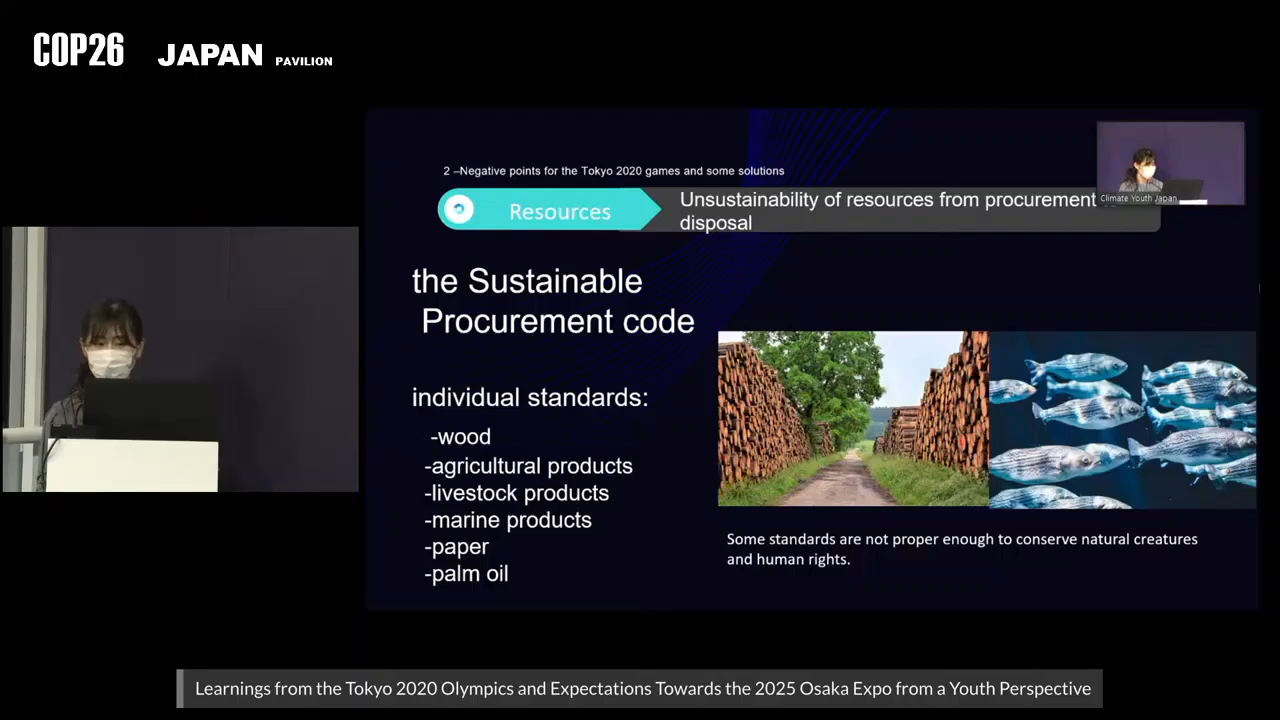 COP26 JAPAN PAVILION
2 –Negative points for the Tokyo 2020 games and some solutions
Resources
Unsustainability of resources from procurement
disposal
Climate Youth Japan
the Sustainable
Procurement code
individual standards:
-wood
-agricultural products
-livestock products
-marine products
-paper
-palm oil
Some standards are not proper enough to conserve natural creatures
and human rights.
Learnings from the Tokyo 2020 Olympics and Expectations Towards the 2025 Osaka Expo from a Youth Perspective